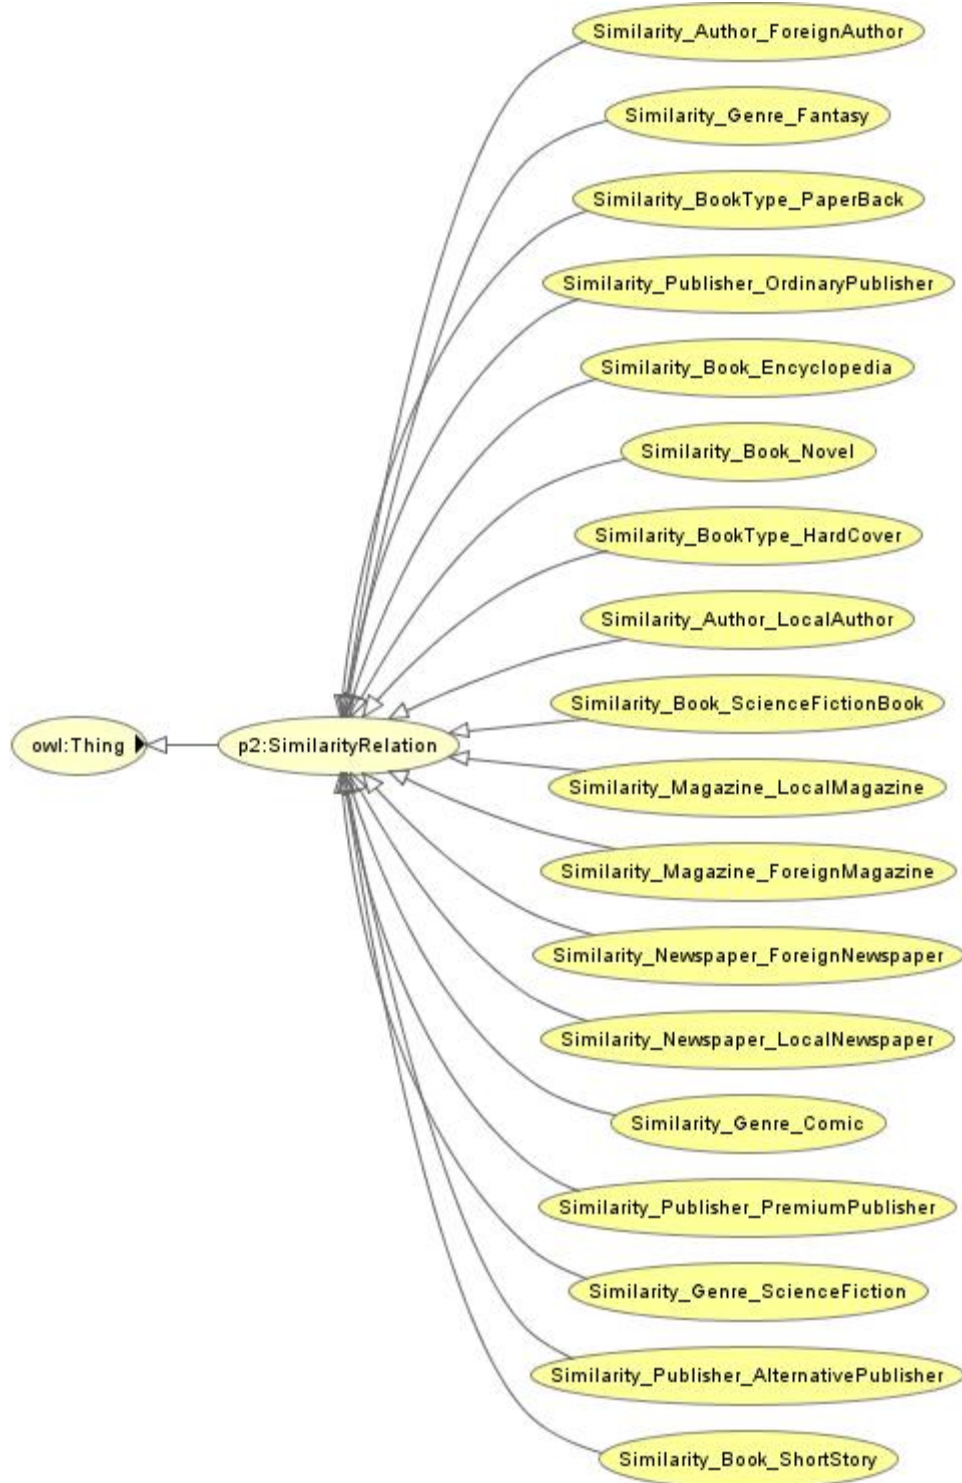 Similarity_Author_ForeignAuthor
Similarity_Genre_Fantasy
Similarity_BookType_PaperBack
Similarity_Publisher_OrdinaryPublisher
Similarity_Book_Encyclopedia
Similarity_Book_Novel
Similarity_BookType_HardCover
Similarity_Author_LocalAuthor
Similarity_Book_ScienceFictionBook
owl:Thing
p2:SimilarityRelation
Similarity_Magazine_LocalMagazine
Similarity_Magazine_ForeignMagazine
Similarity_Newspaper_ForeignNewspaper
Similarity_Newspaper_LocalNewspaper
Similarity_Genre_Comic
Similarity_Publisher_PremiumPublisher
Similarity_Genre_ScienceFiction
Similarity_Publisher_AlternativePublisher
Similarity_Book_ShortStory